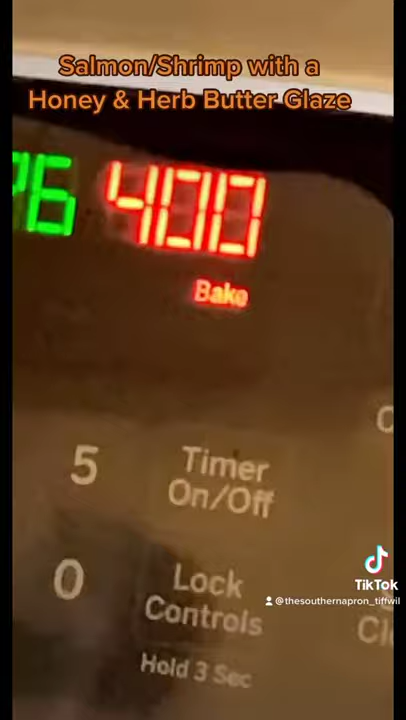 Salmon/Shrimp with a
Honey & Herb Butter Glaze
6 400
Bake
5 Timer
On/Off
0 Lock
Controls
Hold 3 Sec
TikTok
@thesouthernapron_tiffwil